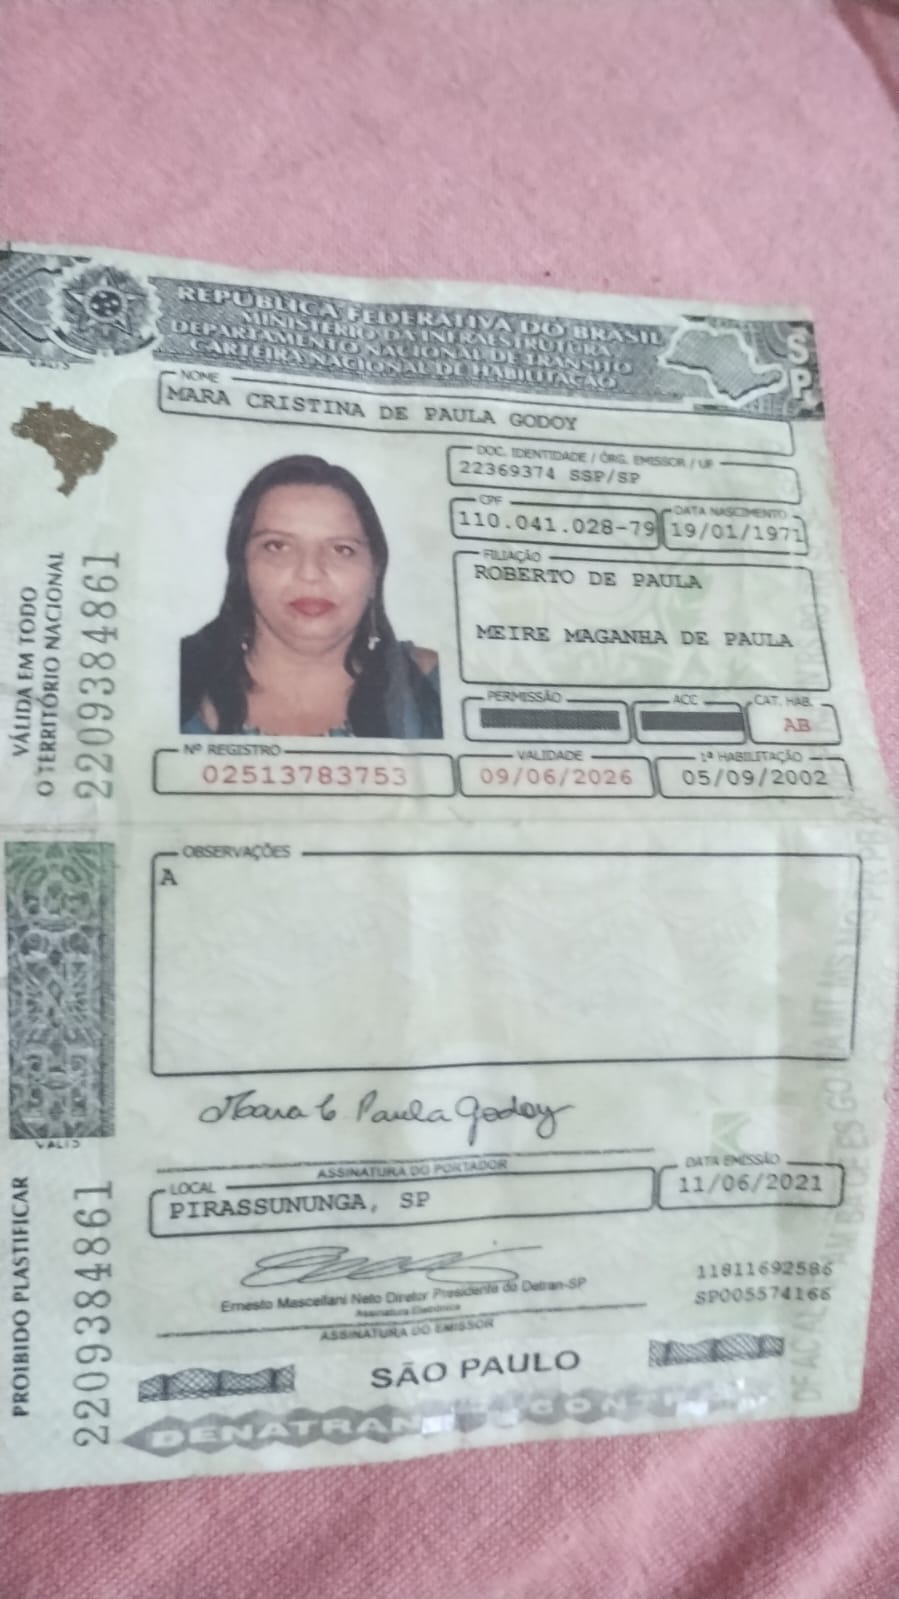 REPÚBLICA FEDERATIVA DO BRASIL
MINISTÉRIO DA INFRAESTRUTURA
DEPARTAMENTO NACIONAL DE TRÂNSITO
CARTEIRA NACIONAL DE HABILITAÇÃO
SP
NOME
MARA CRISTINA DE PAULA GODOY
DOC. IDENTIDADE / ÓRG. EMISSOR / UF
22369374 SSP/SP
CPF
110.041.028-79
DATA NASCIMENTO
19/01/1971
FILIAÇÃO
ROBERTO DE PAULA
MEIRE MAGANHA DE PAULA
PERMISSÃO
ACC
CAT. HAB.
AB
Nº REGISTRO
02513783753
VALIDADE
09/06/2026
1ª HABILITAÇÃO
05/09/2002
VÁLIDA EM TODO
O TERRITÓRIO NACIONAL
2209384861
OBSERVAÇÕES
A
Mara C Paula Godoy
ASSINATURA DO PORTADOR
LOCAL
PIRASSUNUNGA, SP
DATA EMISSÃO
11/06/2021
Ernesto Mascellani Neto Diretor Presidente do Detran-SP
Assinatura Eletrônica
ASSINATURA DO EMISSOR
11811692586
SP005574166
PROIBIDO PLASTIFICAR
2209384861
SÃO PAULO
DENATRAN